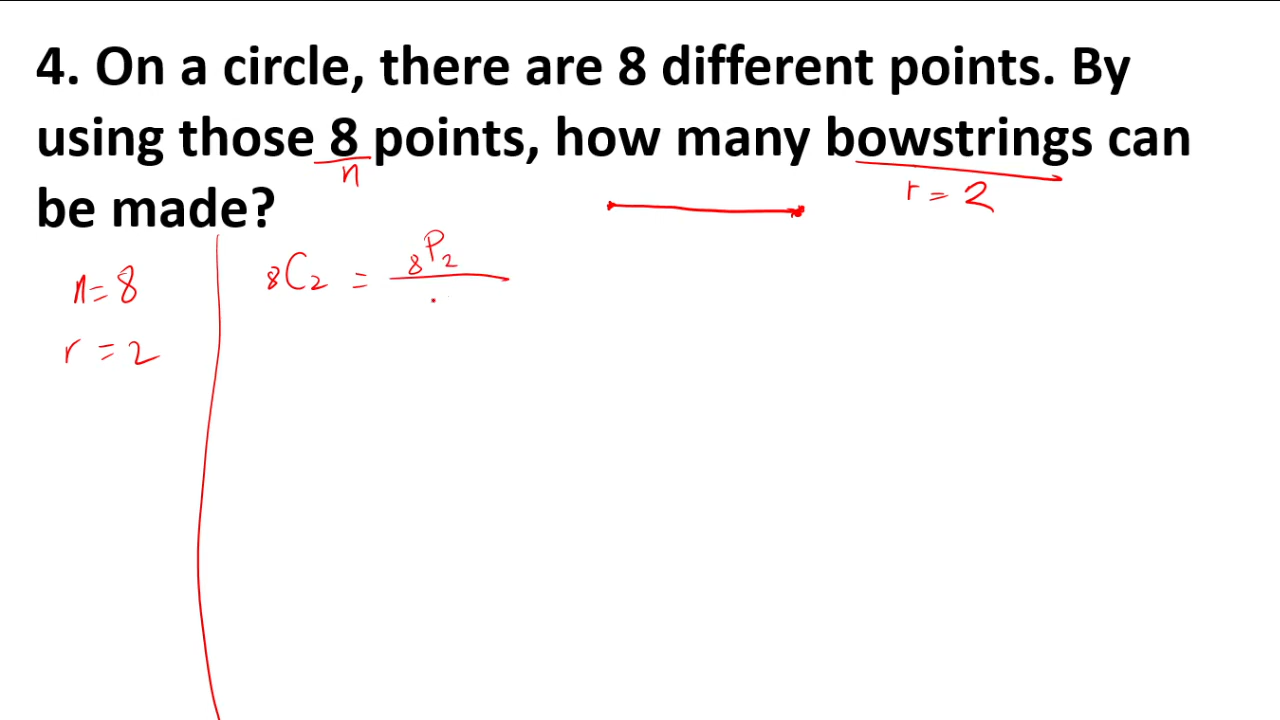 4. On a circle, there are 8 different points. By
using those 8 points, how many bowstrings can
be made?
n
r = 2
n = 8
r = 2
8C2 = 8P2